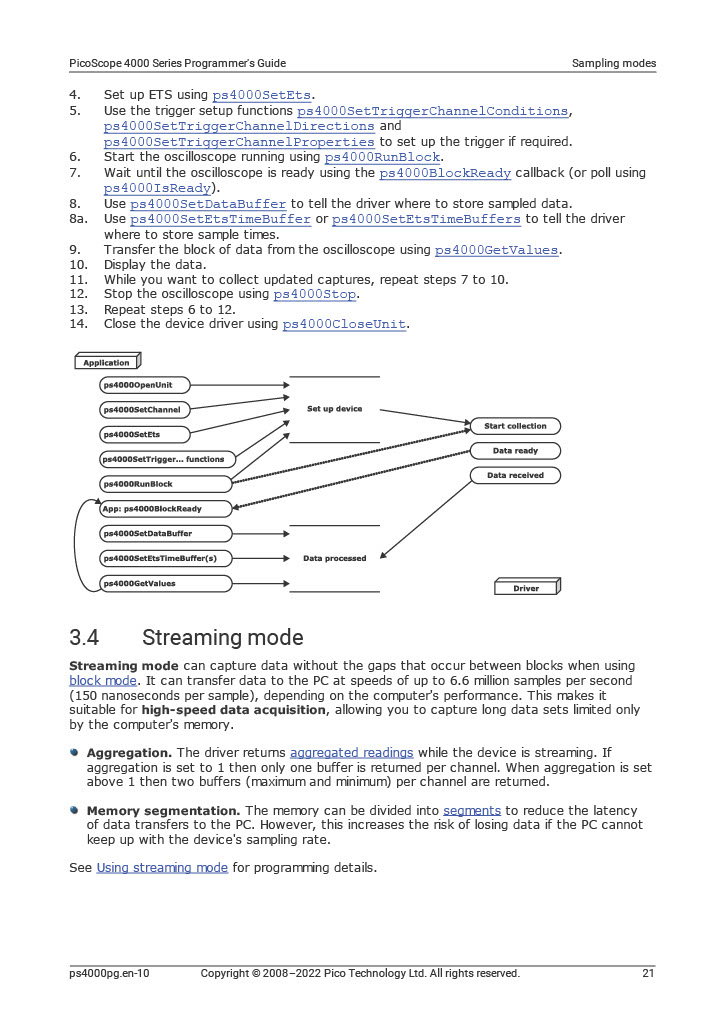 PicoScope 4000 Series Programmer's Guide Sampling modes
4. Set up ETS using ps4000SetEts.
5. Use the trigger setup functions ps4000SetTriggerChannelConditions,
ps4000SetTriggerChannelDirections and
ps4000SetTriggerChannelProperties to set up the trigger if required.
6. Start the oscilloscope running using ps4000RunBlock.
7. Wait until the oscilloscope is ready using the ps4000BlockReady callback (or poll using
ps4000IsReady).
8. Use ps4000SetDataBuffer to tell the driver where to store sampled data.
8a. Use ps4000SetEtsTimeBuffer or ps4000SetEtsTimeBuffers to tell the driver
where to store sample times.
9. Transfer the block of data from the oscilloscope using ps4000GetValues.
10. Display the data.
11. While you want to collect updated captures, repeat steps 7 to 10.
12. Stop the oscilloscope using ps4000Stop.
13. Repeat steps 6 to 12.
14. Close the device driver using ps4000CloseUnit.
Application
ps4000OpenUnit
ps4000SetChannel
Set up device
Start collection
ps4000SetEts
Data ready
ps4000SetTrigger... functions
Data received
ps4000RunBlock
App: ps4000BlockReady
ps4000SetDataBuffer
ps4000SetEtsTimeBuffer(s)
Data processed
ps4000GetValues
Driver
3.4 Streaming mode
Streaming mode can capture data without the gaps that occur between blocks when using
block mode. It can transfer data to the PC at speeds of up to 6.6 million samples per second
(150 nanoseconds per sample), depending on the computer's performance. This makes it
suitable for high-speed data acquisition, allowing you to capture long data sets limited only
by the computer's memory.
Aggregation. The driver returns aggregated readings while the device is streaming. If
aggregation is set to 1 then only one buffer is returned per channel. When aggregation is set
above 1 then two buffers (maximum and minimum) per channel are returned.
Memory segmentation. The memory can be divided into segments to reduce the latency
of data transfers to the PC. However, this increases the risk of losing data if the PC cannot
keep up with the device's sampling rate.
See Using streaming mode for programming details.
ps4000pg.en-10 Copyright © 2008–2022 Pico Technology Ltd. All rights reserved. 21